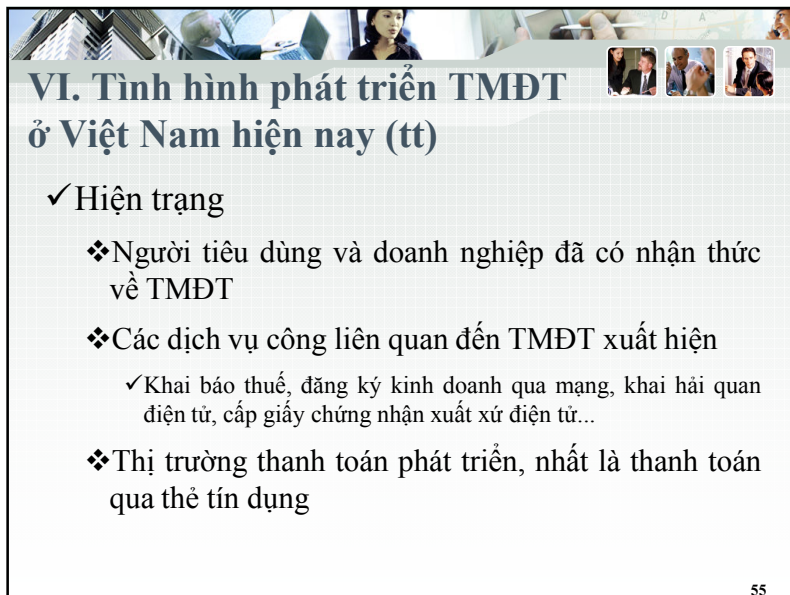 VI. Tình hình phát triển TMĐT
ở Việt Nam hiện nay (tt)
✓Hiện trạng
❖Người tiêu dùng và doanh nghiệp đã có nhận thức
về TMĐT
❖Các dịch vụ công liên quan đến TMĐT xuất hiện
✓Khai báo thuế, đăng ký kinh doanh qua mạng, khai hải quan
điện tử, cấp giấy chứng nhận xuất xứ điện tử...
❖Thị trường thanh toán phát triển, nhất là thanh toán
qua thẻ tín dụng
55